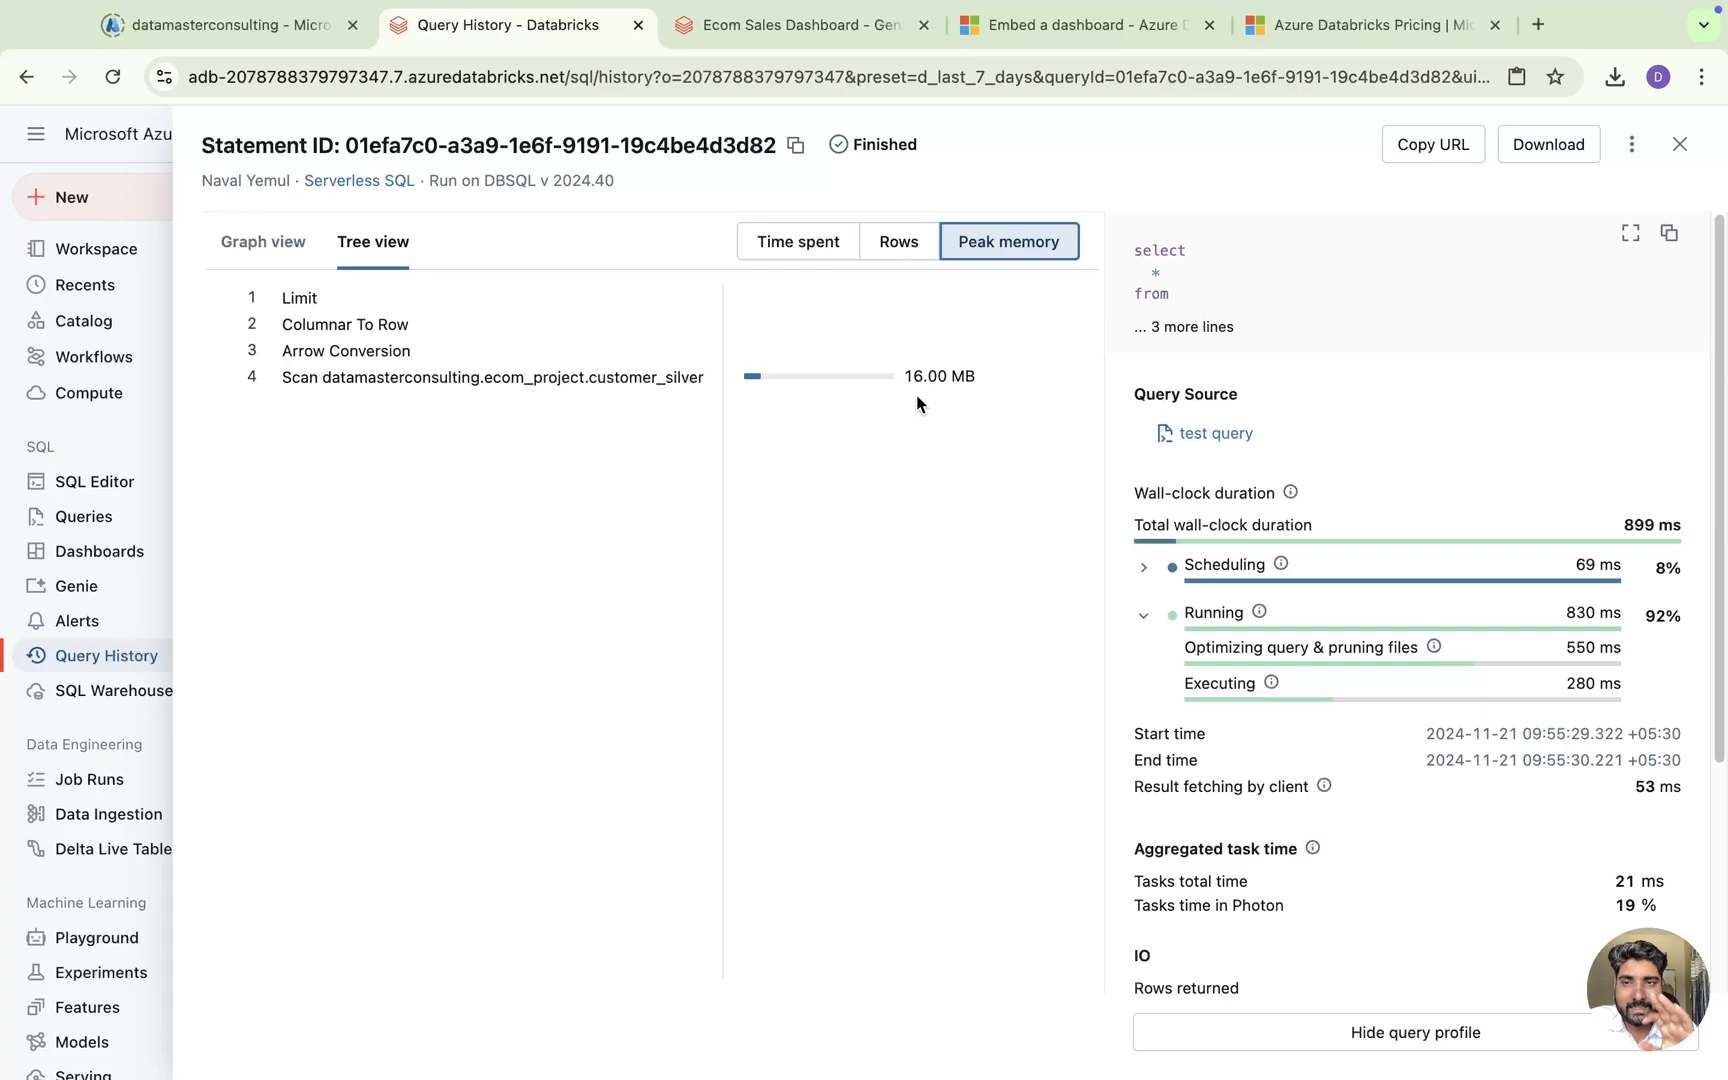 datamasterconsulting - Micro
Query History - Databricks
Ecom Sales Dashboard - Gen
Embed a dashboard - Azure D
Azure Databricks Pricing | Mic
adb-2078788379797347.7.azuredatabricks.net/sql/history?o=2078788379797347&preset=d_last_7_days&queryId=01efa7c0-a3a9-1e6f-9191-19c4be4d3d82&ui...
D
Microsoft Azu
New
Workspace
Recents
Catalog
Workflows
Compute
SQL
SQL Editor
Queries
Dashboards
Genie
Alerts
Query History
SQL Warehouse
Data Engineering
Job Runs
Data Ingestion
Delta Live Table
Machine Learning
Playground
Experiments
Features
Models
Serving
Statement ID: 01efa7c0-a3a9-1e6f-9191-19c4be4d3d82
Finished
Copy URL
Download
Naval Yemul · Serverless SQL · Run on DBSQL v 2024.40
Graph view
Tree view
Time spent
Rows
Peak memory
1 Limit
2 Columnar To Row
3 Arrow Conversion
4 Scan datamasterconsulting.ecom_project.customer_silver 16.00 MB
select
*
from
... 3 more lines
Query Source
test query
Wall-clock duration
Total wall-clock duration 899 ms
Scheduling 69 ms 8%
Running 830 ms 92%
Optimizing query & pruning files 550 ms
Executing 280 ms
Start time 2024-11-21 09:55:29.322 +05:30
End time 2024-11-21 09:55:30.221 +05:30
Result fetching by client 53 ms
Aggregated task time
Tasks total time 21 ms
Tasks time in Photon 19 %
IO
Rows returned
Hide query profile